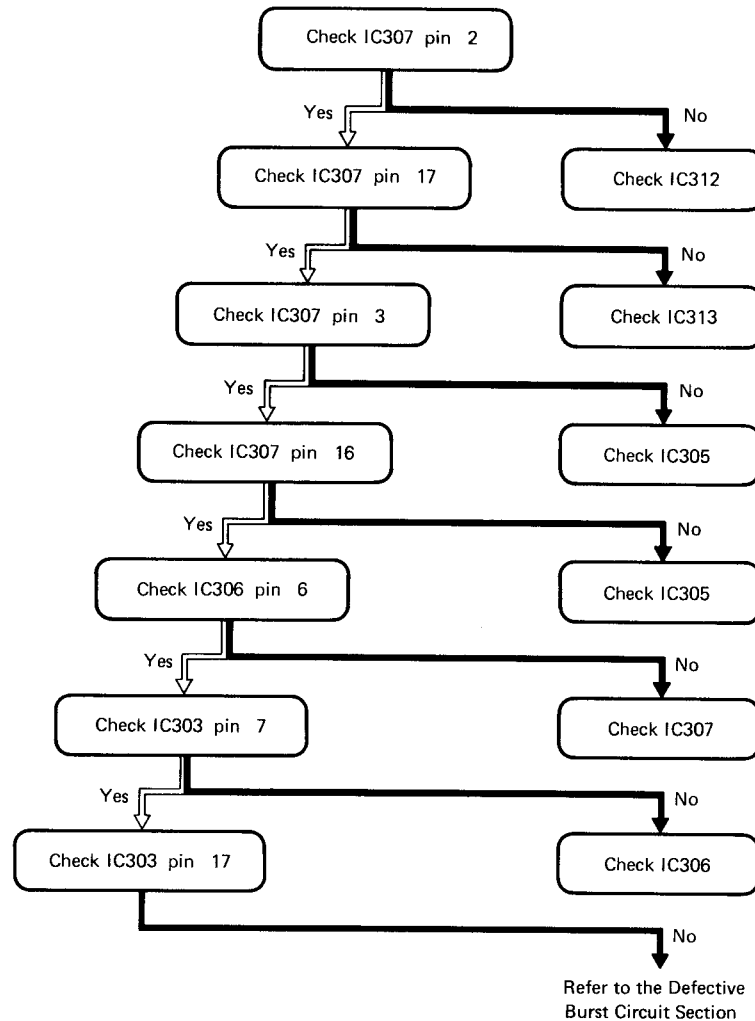 Check IC307 pin 2
Yes
No
Check IC307 pin 17
Check IC312
Yes
No
Check IC307 pin 3
Check IC313
Yes
No
Check IC307 pin 16
Check IC305
Yes
No
Check IC306 pin 6
Check IC305
Yes
No
Check IC303 pin 7
Check IC307
Yes
No
Check IC303 pin 17
Check IC306
No
Refer to the Defective
Burst Circuit Section